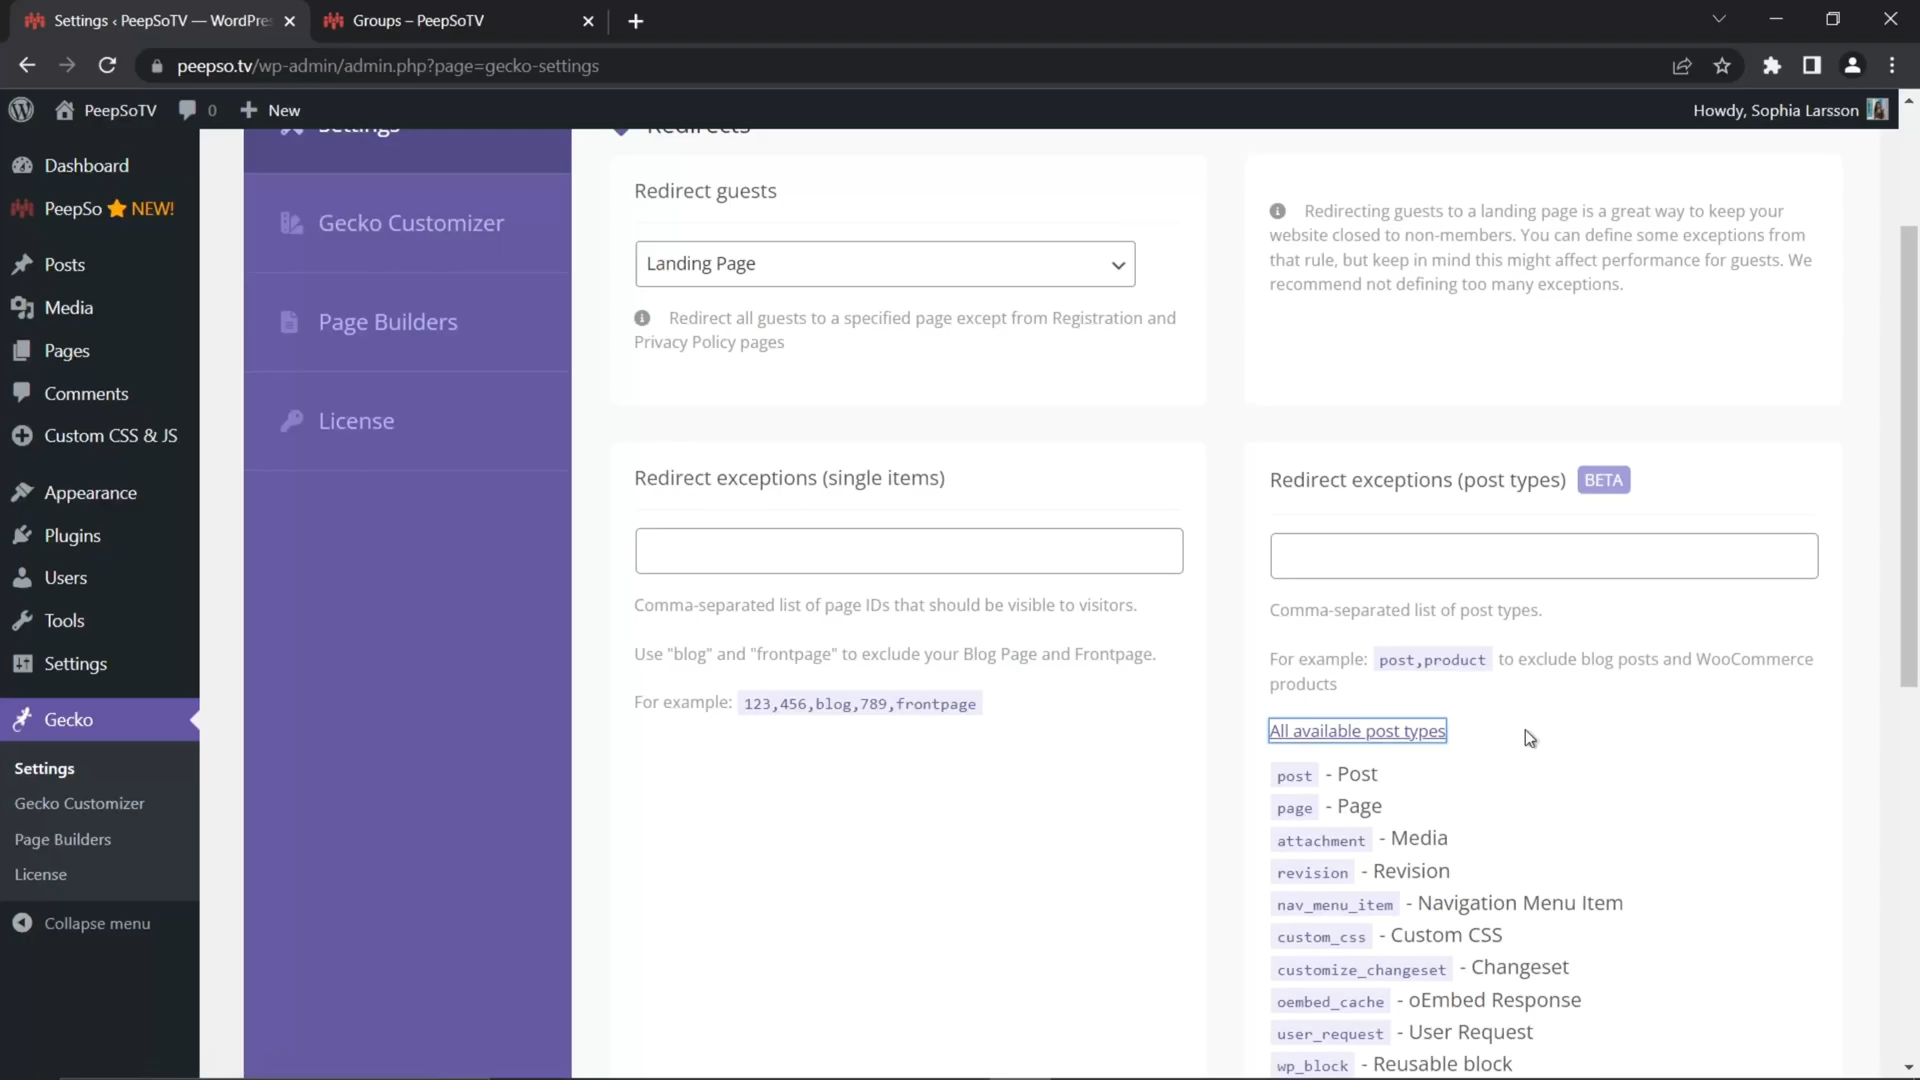 Settings ‹ PeepSoTV — WordPre
Groups – PeepSoTV
peepso.tv/wp-admin/admin.php?page=gecko-settings
PeepSoTV
0
New
Howdy, Sophia Larsson
Dashboard
PeepSo NEW!
Posts
Media
Pages
Comments
Custom CSS & JS
Appearance
Plugins
Users
Tools
Settings
Gecko
Settings
Gecko Customizer
Page Builders
License
Collapse menu
Settings
Gecko Customizer
Page Builders
License
Redirects
Redirect guests
Landing Page
Redirect all guests to a specified page except from Registration and
Privacy Policy pages
Redirecting guests to a landing page is a great way to keep your
website closed to non-members. You can define some exceptions from
that rule, but keep in mind this might affect performance for guests. We
recommend not defining too many exceptions.
Redirect exceptions (single items)
Comma-separated list of page IDs that should be visible to visitors.
Use "blog" and "frontpage" to exclude your Blog Page and Frontpage.
For example: 123,456,blog,789,frontpage
Redirect exceptions (post types) BETA
Comma-separated list of post types.
For example: post,product to exclude blog posts and WooCommerce
products
All available post types
post - Post
page - Page
attachment - Media
revision - Revision
nav_menu_item - Navigation Menu Item
custom_css - Custom CSS
customize_changeset - Changeset
oembed_cache - oEmbed Response
user_request - User Request
wp_block - Reusable block